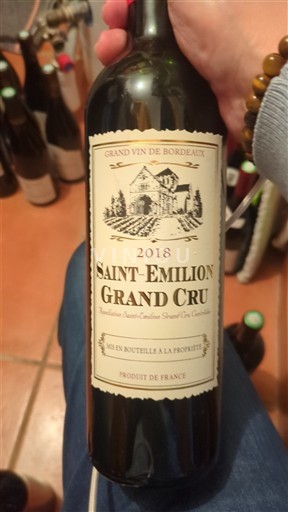 GRAND VIN DE BORDEAUX
2018
SAINT-EMILION
GRAND CRU
Appellation Saint-Emilion Grand Cru Contrôlée
MIS EN BOUTEILLE A LA PROPRIÉTÉ
PRODUIT DE FRANCE